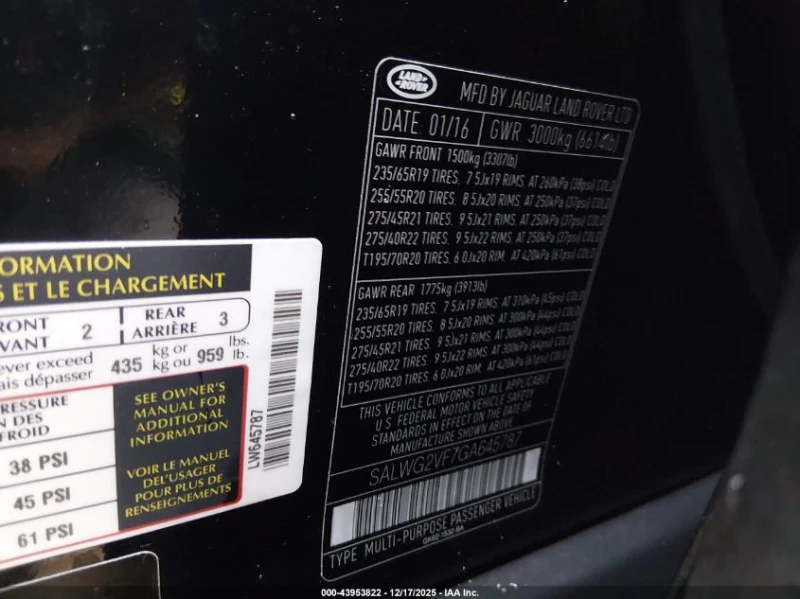 ORMATION
S ET LE CHARGEMENT
RONT
VANT 2
REAR
ARRIÈRE 3
ever exceed
ais dépasser 435 kg or
kg ou 959 lbs.
lb.
RESSURE
ON DES
FROID
38 PSI
45 PSI
61 PSI
SEE OWNER'S
MANUAL FOR
ADDITIONAL
INFORMATION
VOIR LE MANUEL
DEL'USAGER
POUR PLUS DE
RENSEIGNEMENTS
LW645787
LAND ROVER
MFD BY JAGUAR LAND ROVER LTD
DATE: 01/16 GWR 3000kg (6614lb)
GAWR FRONT 1500kg (3307lb)
235/65R19 TIRES, 7 5Jx19 RIMS, AT 260kPa (38psi) COLD
255/55R20 TIRES, 8 5Jx20 RIMS, AT 250kPa (37psi) COLD
275/45R21 TIRES, 9 5Jx21 RIMS, AT 250kPa (37psi) COLD
275/40R22 TIRES, 9 5Jx22 RIMS, AT 250kPa (37psi) COLD
T195/70R20 TIRES, 6 0Jx20 RIM, AT 420kPa (61psi) COLD
GAWR REAR 1775kg (3913lb)
235/65R19 TIRES, 7 5Jx19 RIMS, AT 310kPa (45psi) COLD
255/55R20 TIRES, 8 5Jx20 RIMS, AT 300kPa (44psi) COLD
275/45R21 TIRES, 9 5Jx21 RIMS, AT 300kPa (44psi) COLD
275/40R22 TIRES, 9 5Jx22 RIMS, AT 300kPa (44psi) COLD
T195/70R20 TIRES, 6 0Jx20 RIM, AT 420kPa (61psi) COLD
THIS VEHICLE CONFORMS TO ALL APPLICABLE
U. S. FEDERAL MOTOR VEHICLE SAFETY
STANDARDS IN EFFECT ON THE DATE OF
MANUFACTURE SHOWN ABOVE
SALWG2VF7GA645787
TYPE MULTI-PURPOSE PASSENGER VEHICLE
000-43953822 - 12/17/2025 - IAA Inc.